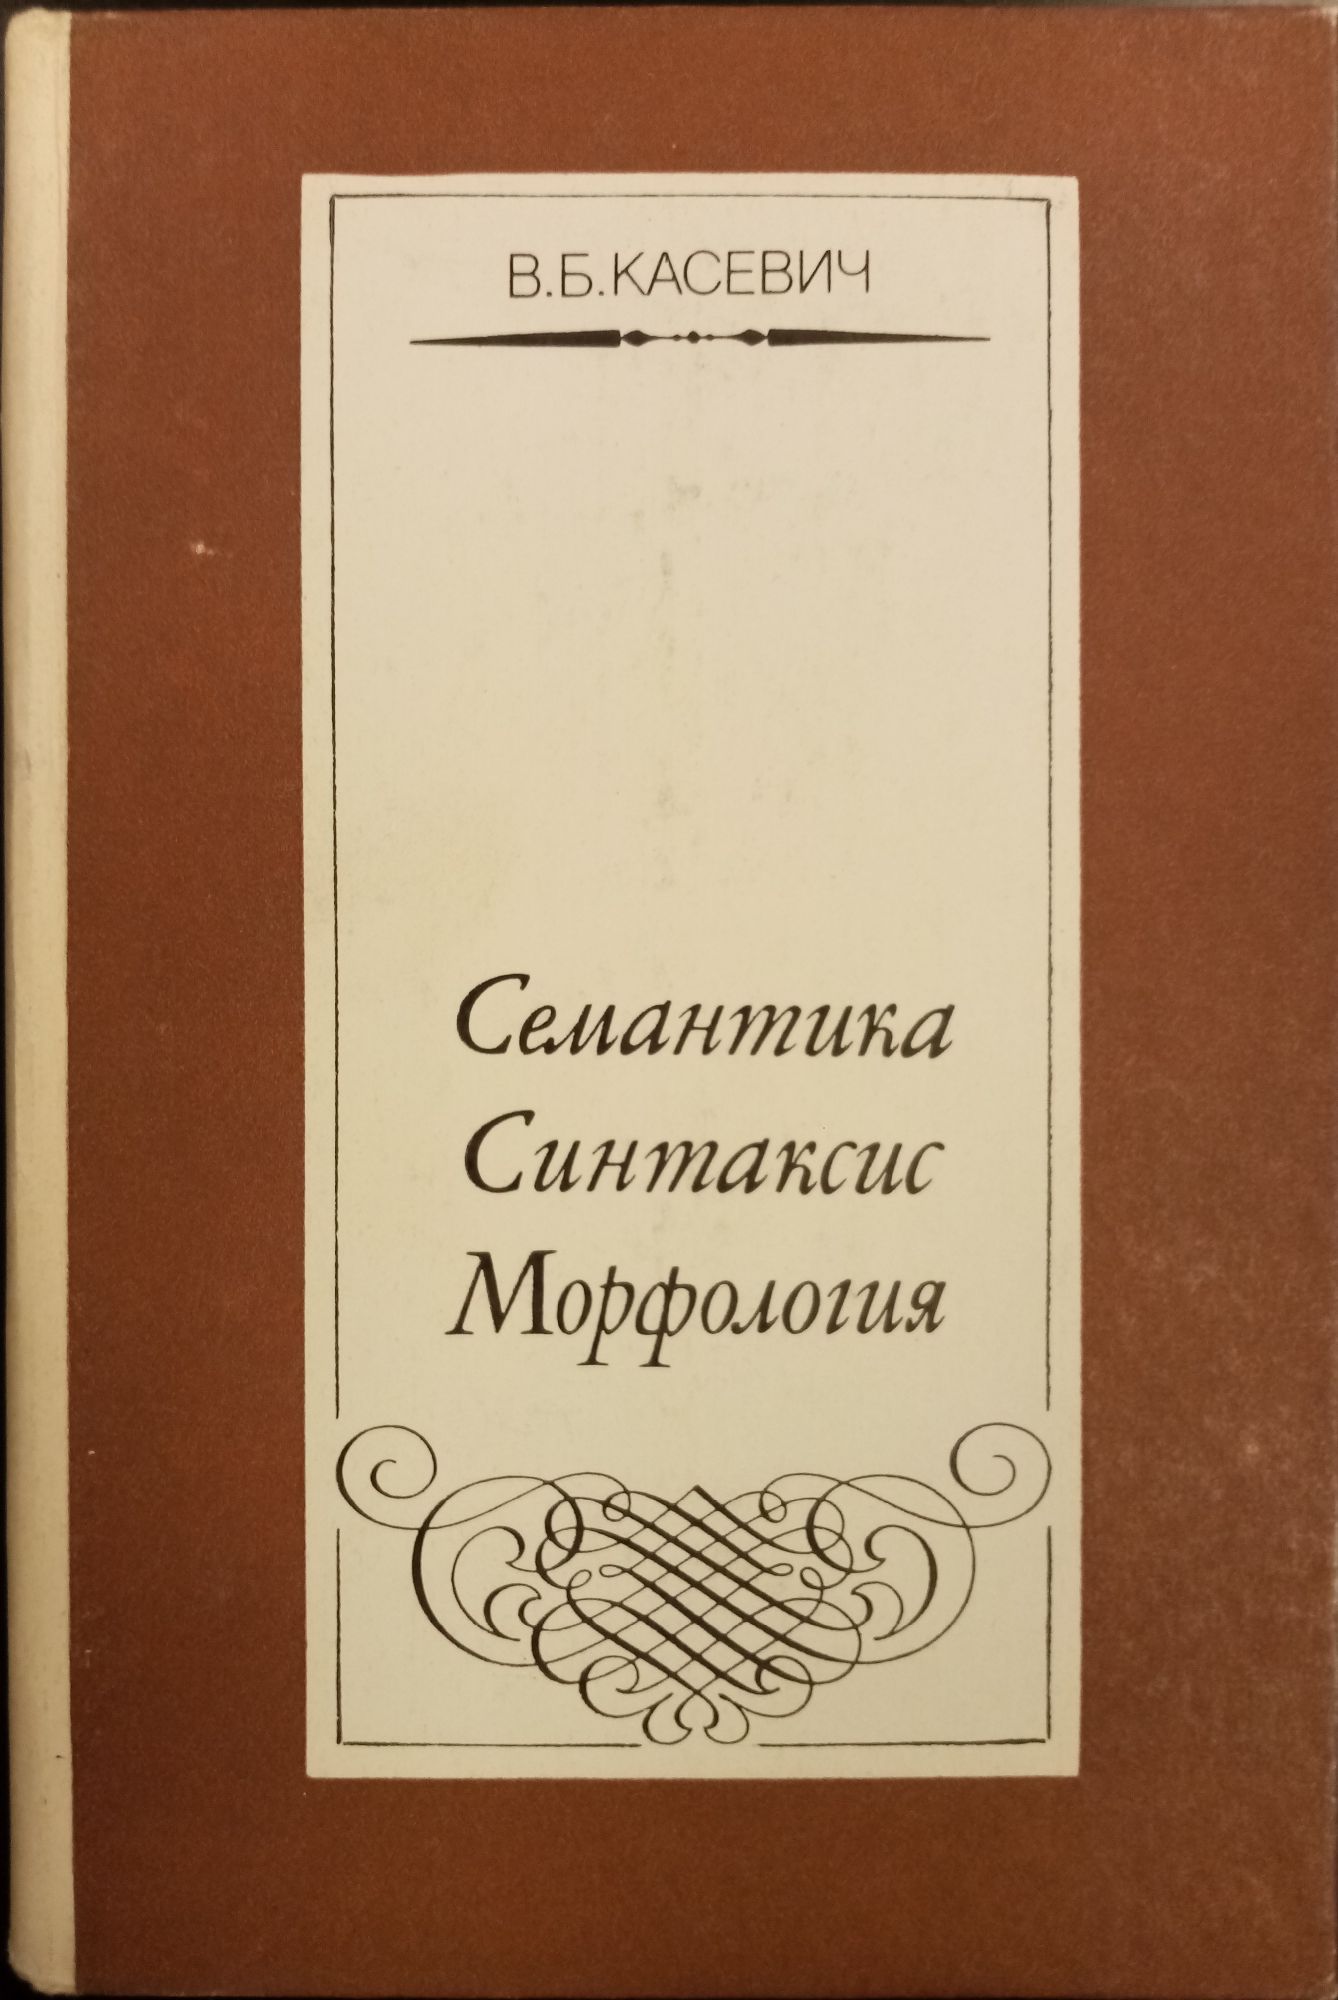 В.Б.КАСЕВИЧ
Семантика
Синтаксис
Морфология